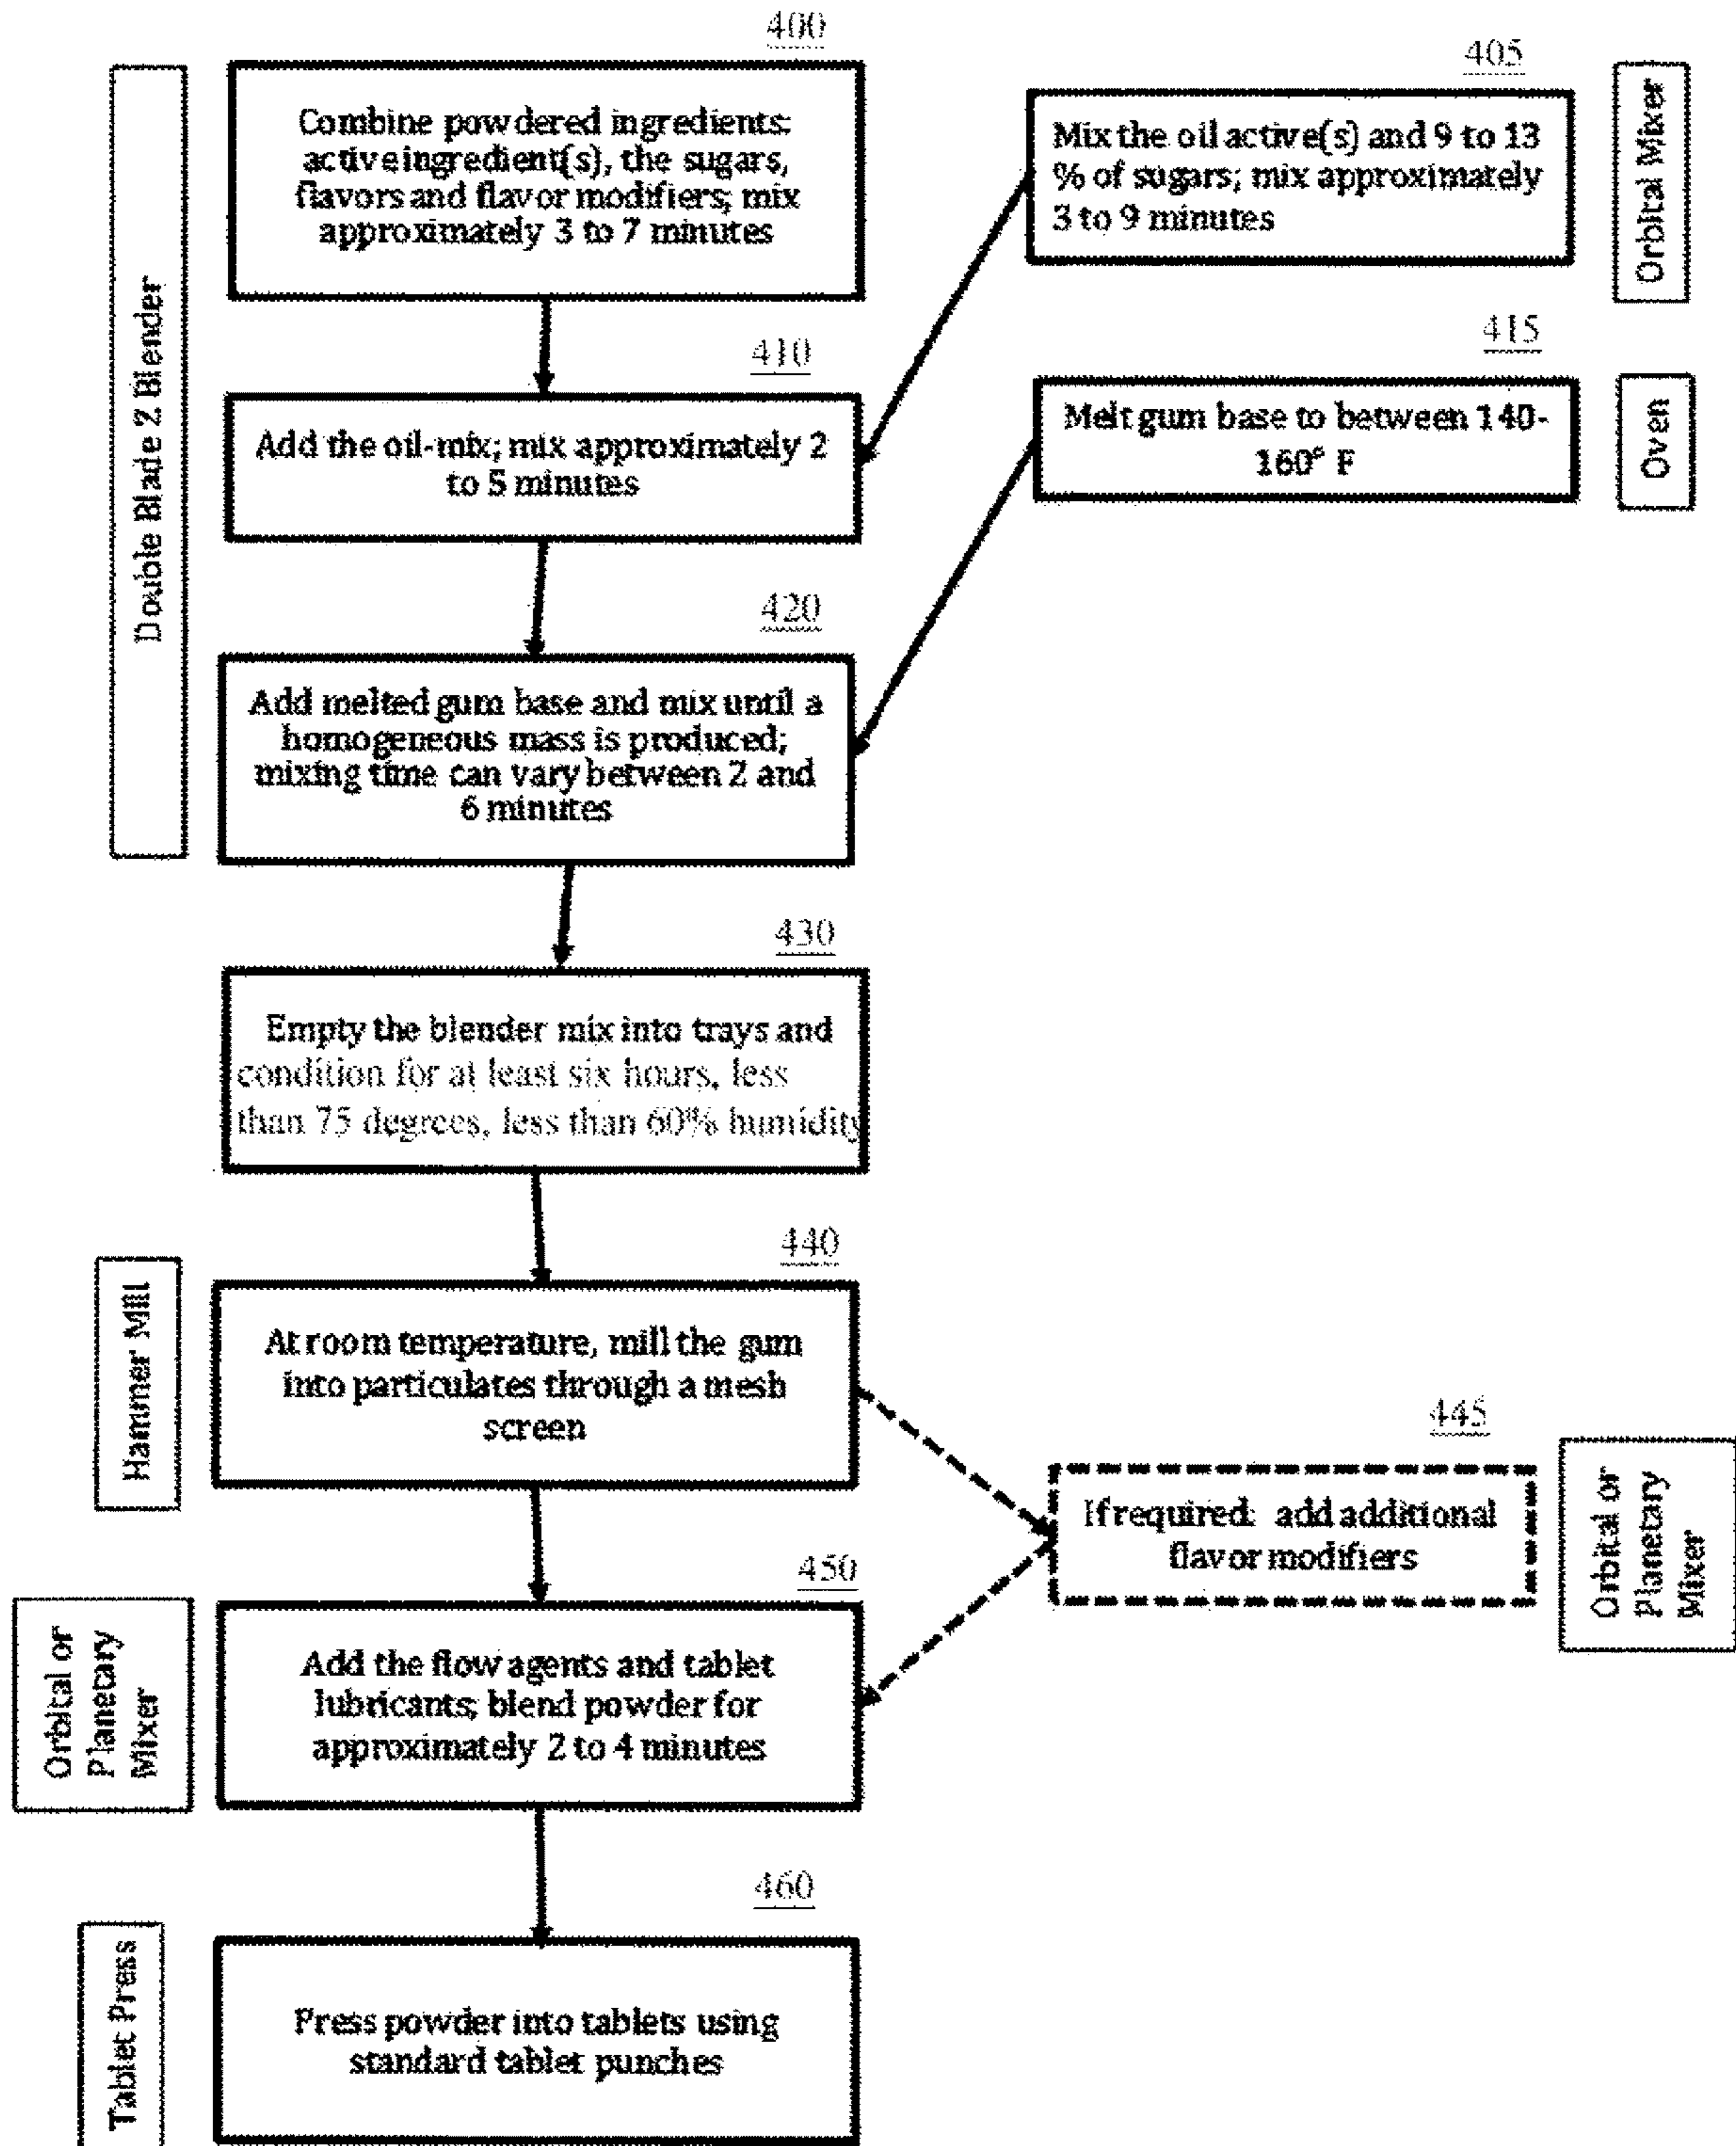 400
Combine powdered ingredients:
active ingredient(s), the sugars,
flavors and flavor modifiers; mix
approximately 3 to 7 minutes
405
Mix the oil active(s) and 9 to 13
% of sugars; mix approximately
3 to 9 minutes
Orbital Mixer
Double Blade Z Blender
410
Add the oil-mix; mix approximately 2
to 5 minutes
415
Melt gum base to between 140-
160° F
Oven
420
Add melted gum base and mix until a
homogeneous mass is produced;
mixing time can vary between 2 and
6 minutes
430
Empty the blender mix into trays and
condition for at least six hours, less
than 75 degrees, less than 60% humidity
440
Hammer Mill
At room temperature, mill the gum
into particulates through a mesh
screen
445
If required: add additional
flavor modifiers
Orbital or
Planetary
Mixer
450
Orbital or
Planetary
Mixer
Add the flow agents and tablet
lubricants; blend powder for
approximately 2 to 4 minutes
460
Tablet Press
Press powder into tablets using
standard tablet punches